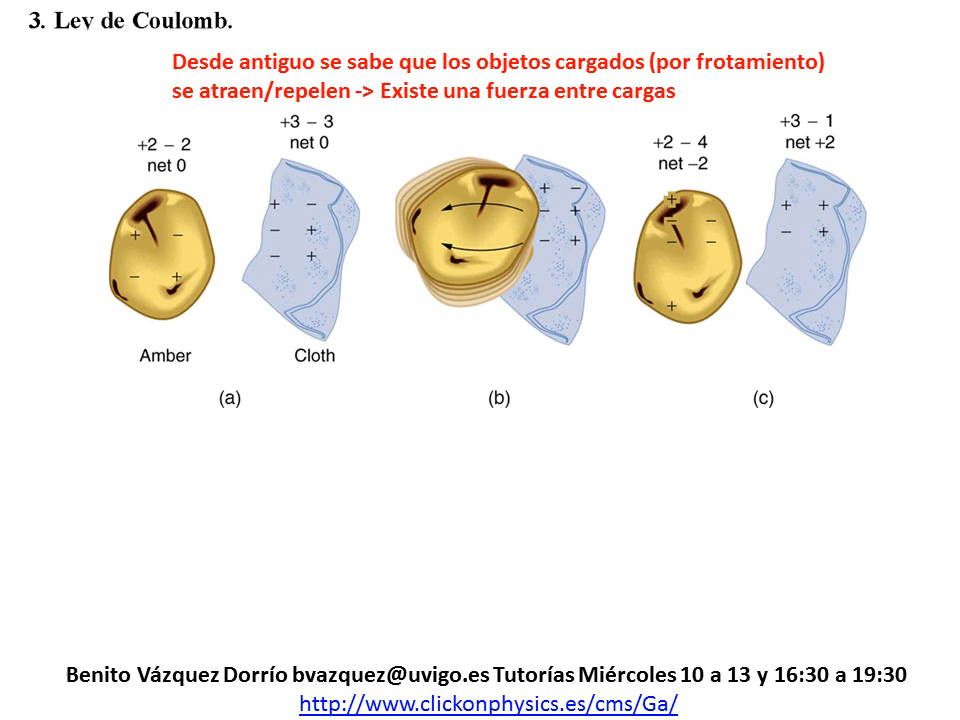 3. Ley de Coulomb.
Desde antiguo se sabe que los objetos cargados (por frotamiento)
se atraen/repelen -> Existe una fuerza entre cargas
+2 – 2
net 0
+3 – 3
net 0
+2 – 4
net –2
+3 – 1
net +2
+ –
– +
+ –
– +
– +
+ –
– +
– +
+
– –
– –
+
+ +
– +
Amber
Cloth
(a)
(b)
(c)
Benito Vázquez Dorrío bvazquez@uvigo.es Tutorías Miércoles 10 a 13 y 16:30 a 19:30
http://www.clickonphysics.es/cms/Ga/